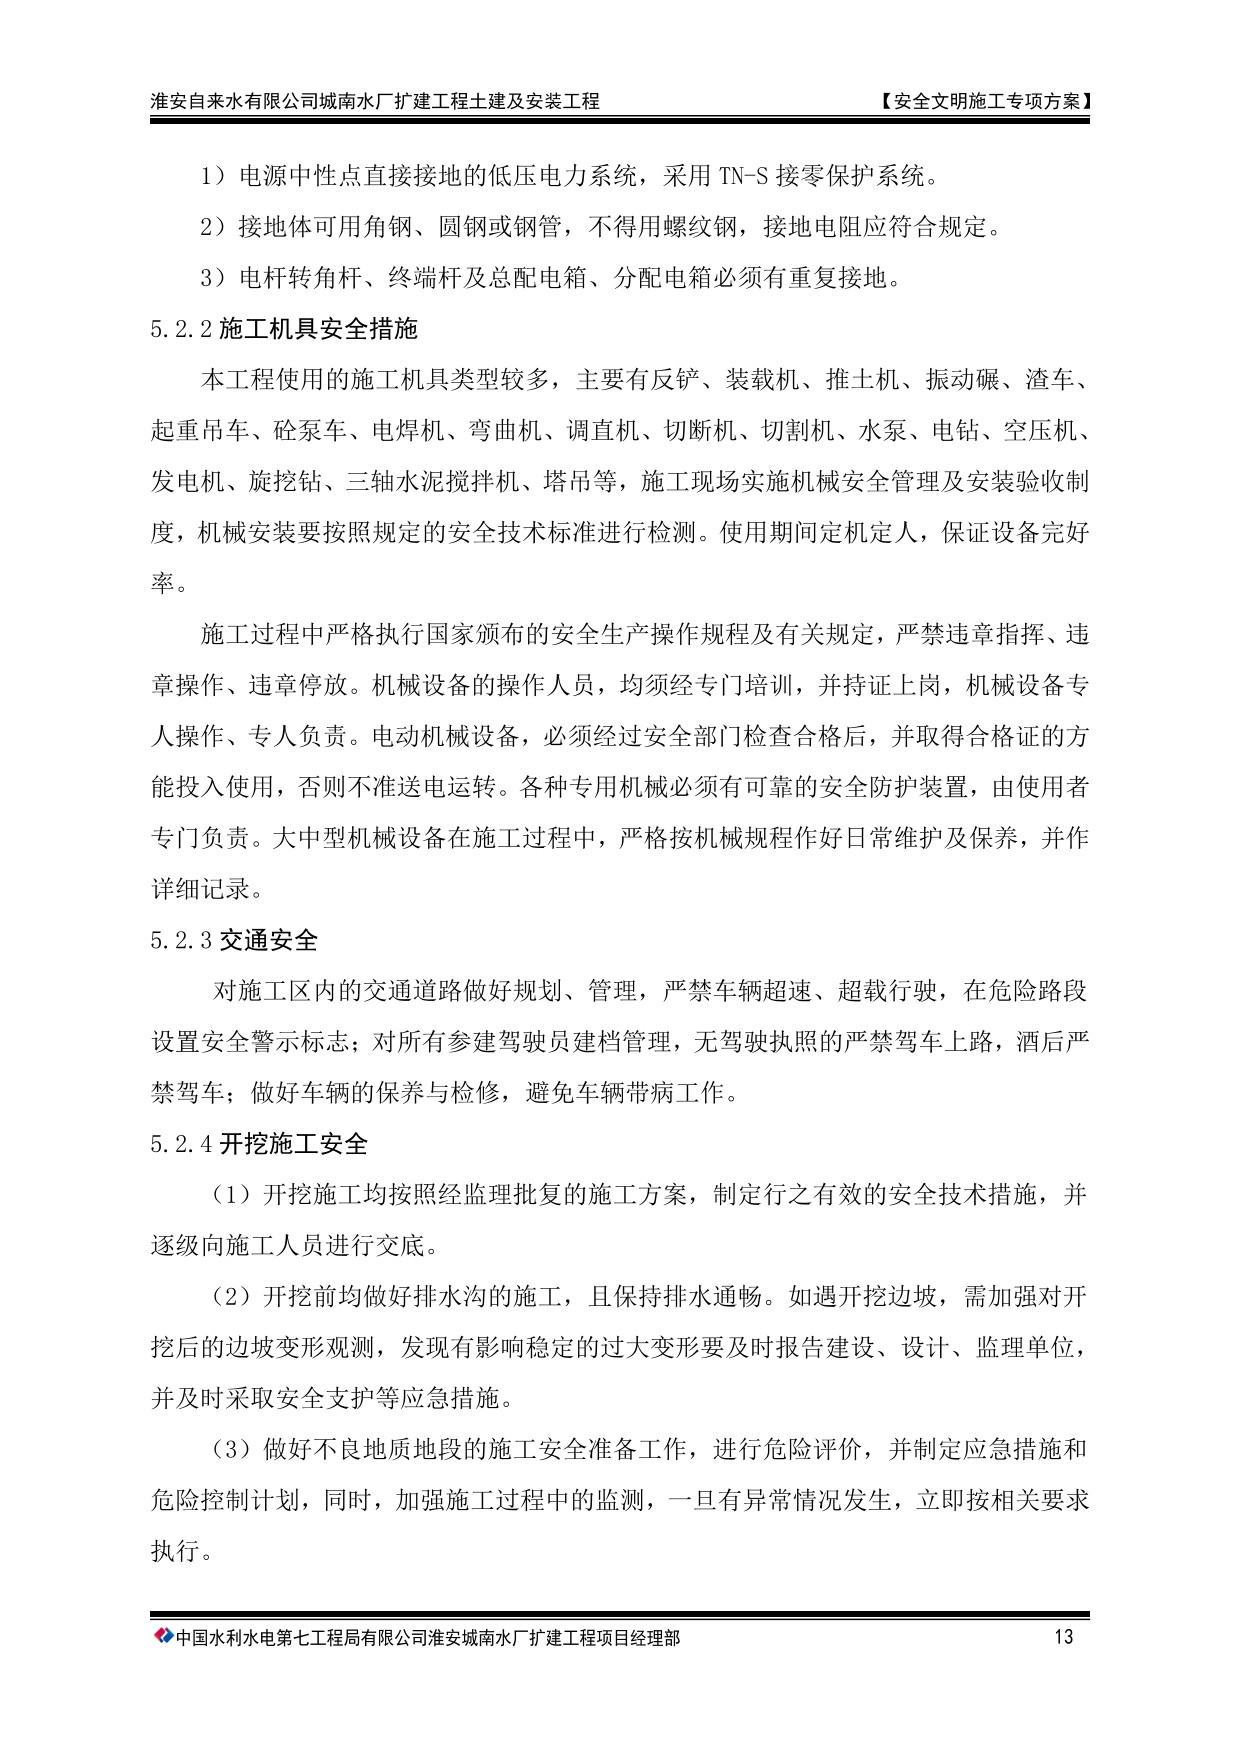 淮安自来水有限公司城南水厂扩建工程土建及安装工程 【安全文明施工专项方案】
1）电源中性点直接接地的低压电力系统，采用 TN-S 接零保护系统。
2）接地体可用角钢、圆钢或钢管，不得用螺纹钢，接地电阻应符合规定。
3）电杆转角杆、终端杆及总配电箱、分配电箱必须有重复接地。
5.2.2 施工机具安全措施
本工程使用的施工机具类型较多，主要有反铲、装载机、推土机、振动碾、渣车、
起重吊车、砼泵车、电焊机、弯曲机、调直机、切断机、切割机、水泵、电钻、空压机、
发电机、旋挖钻、三轴水泥搅拌机、塔吊等，施工现场实施机械安全管理及安装验收制
度，机械安装要按照规定的安全技术标准进行检测。使用期间定机定人，保证设备完好
率。
施工过程中严格执行国家颁布的安全生产操作规程及有关规定，严禁违章指挥、违
章操作、违章停放。机械设备的操作人员，均须经专门培训，并持证上岗，机械设备专
人操作、专人负责。电动机械设备，必须经过安全部门检查合格后，并取得合格证的方
能投入使用，否则不准送电运转。各种专用机械必须有可靠的安全防护装置，由使用者
专门负责。大中型机械设备在施工过程中，严格按机械规程作好日常维护及保养，并作
详细记录。
5.2.3 交通安全
对施工区内的交通道路做好规划、管理，严禁车辆超速、超载行驶，在危险路段
设置安全警示标志；对所有参建驾驶员建档管理，无驾驶执照的严禁驾车上路，酒后严
禁驾车；做好车辆的保养与检修，避免车辆带病工作。
5.2.4 开挖施工安全
（1）开挖施工均按照经监理批复的施工方案，制定行之有效的安全技术措施，并
逐级向施工人员进行交底。
（2）开挖前均做好排水沟的施工，且保持排水通畅。如遇开挖边坡，需加强对开
挖后的边坡变形观测，发现有影响稳定的过大变形要及时报告建设、设计、监理单位，
并及时采取安全支护等应急措施。
（3）做好不良地质地段的施工安全准备工作，进行危险评价，并制定应急措施和
危险控制计划，同时，加强施工过程中的监测，一旦有异常情况发生，立即按相关要求
执行。
中国水利水电第七工程局有限公司淮安城南水厂扩建工程项目经理部 13